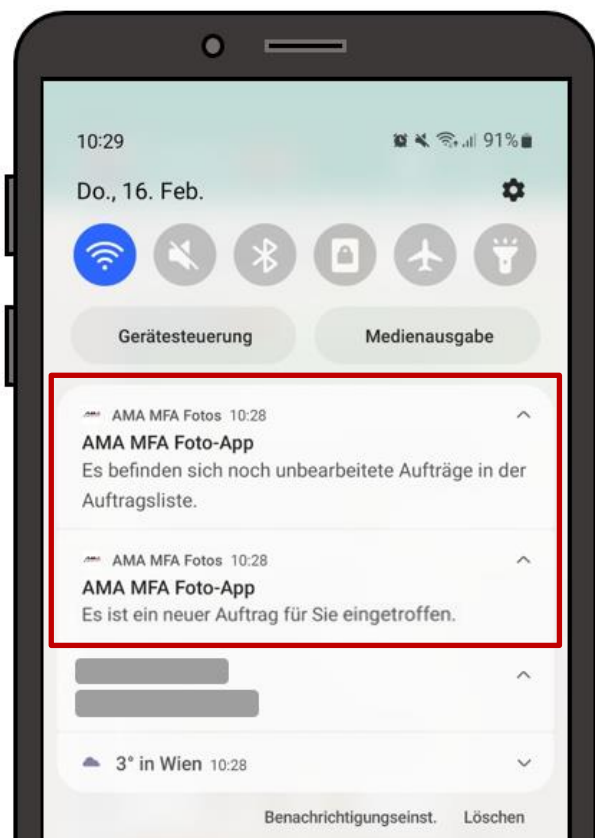 10:29 91%
Do., 16. Feb.
Gerätesteuerung Medienausgabe
AMA MFA Fotos 10:28
AMA MFA Foto-App
Es befinden sich noch unbearbeitete Aufträge in der
Auftragsliste.
AMA MFA Fotos 10:28
AMA MFA Foto-App
Es ist ein neuer Auftrag für Sie eingetroffen.
3° in Wien 10:28
Benachrichtigungseinst. Löschen